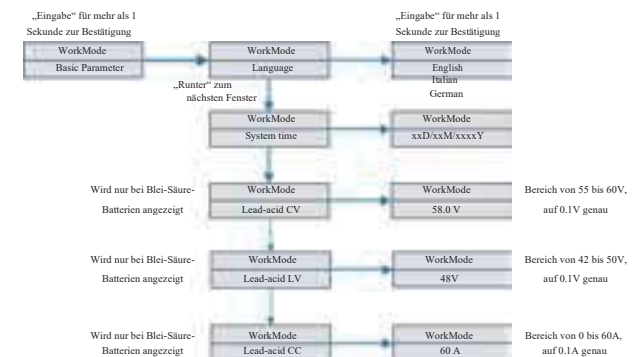 „Eingabe“ für mehr als 1
Sekunde zur Bestätigung
„Eingabe“ für mehr als 1
Sekunde zur Bestätigung
WorkMode
Basic Parameter
WorkMode
Language
WorkMode
English
Italian
German
„Runter“ zum
nächsten Fenster
WorkMode
System time
WorkMode
xxD/xxM/xxxxY
Wird nur bei Blei-Säure-
Batterien angezeigt
WorkMode
Lead-acid CV
WorkMode
58.0 V
Bereich von 55 bis 60V,
auf 0.1V genau
Wird nur bei Blei-Säure-
Batterien angezeigt
WorkMode
Lead-acid LV
WorkMode
48V
Bereich von 42 bis 50V,
auf 0.1V genau
Wird nur bei Blei-Säure-
Batterien angezeigt
WorkMode
Lead-acid CC
WorkMode
60 A
Bereich von 0 bis 60A,
auf 0.1A genau